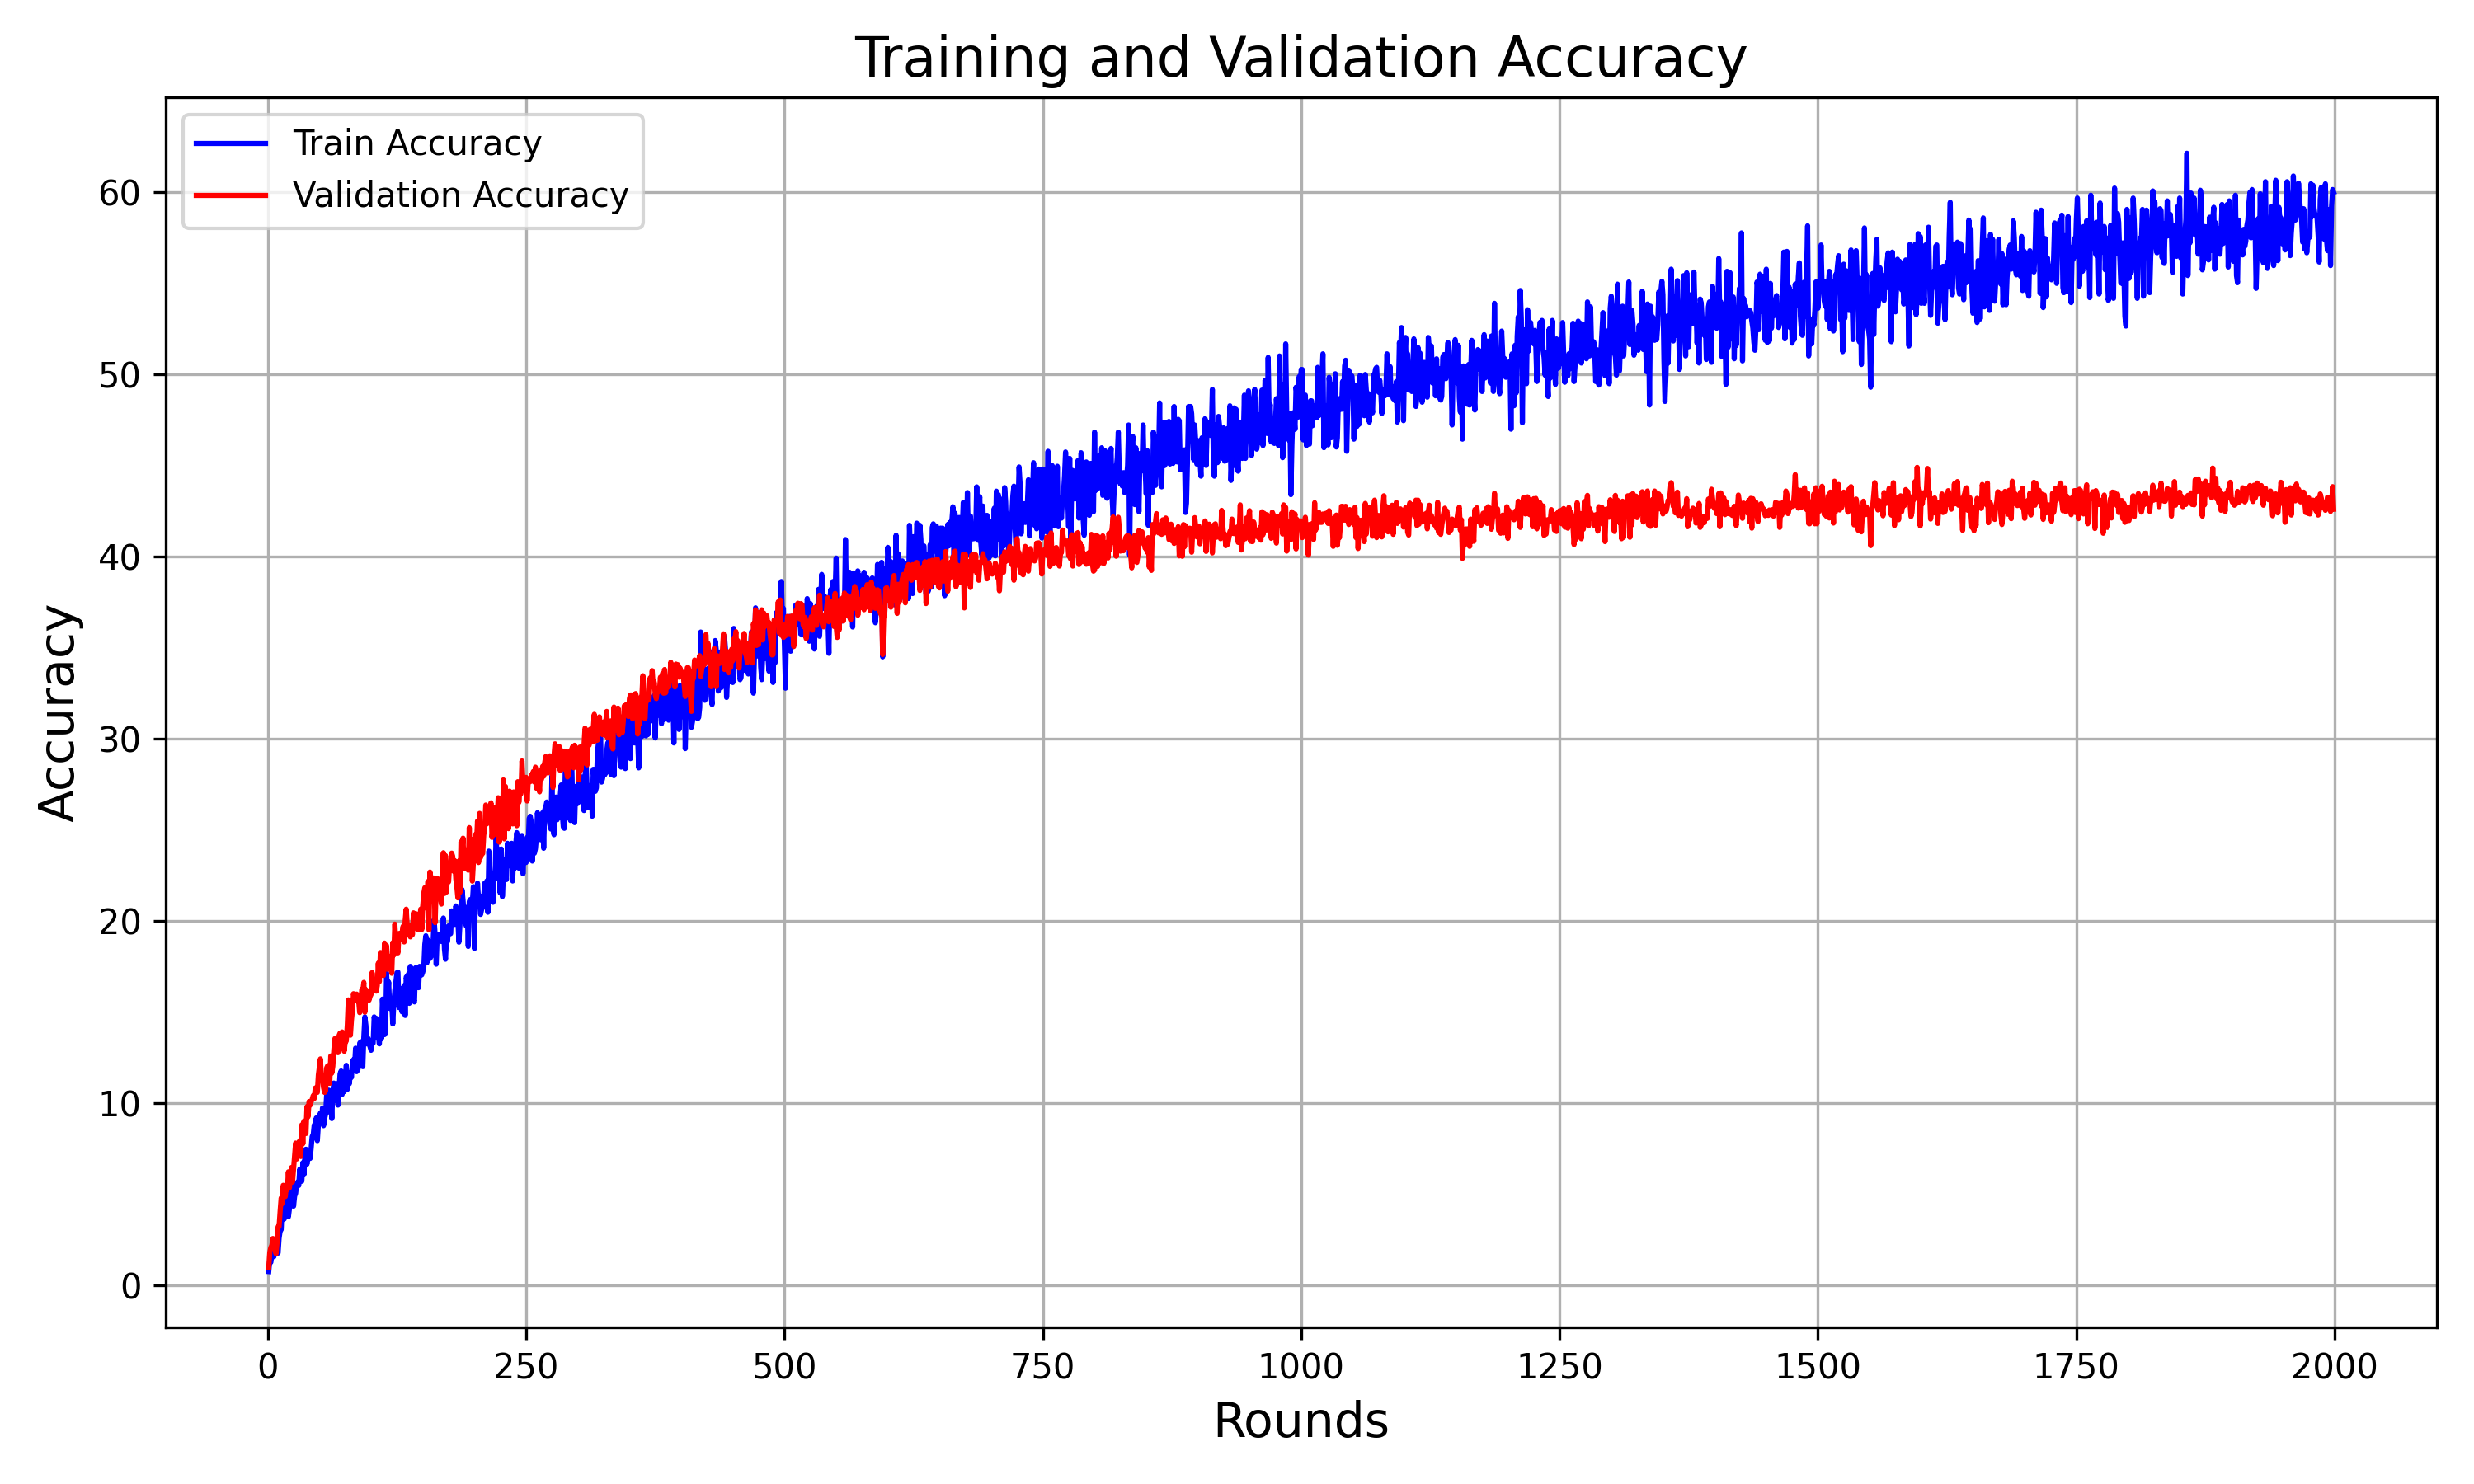 Training and Validation Accuracy
Train Accuracy
Validation Accuracy
60
50
40
30
20
10
0
Accuracy
0 250 500 750 1000 1250 1500 1750 2000
Rounds